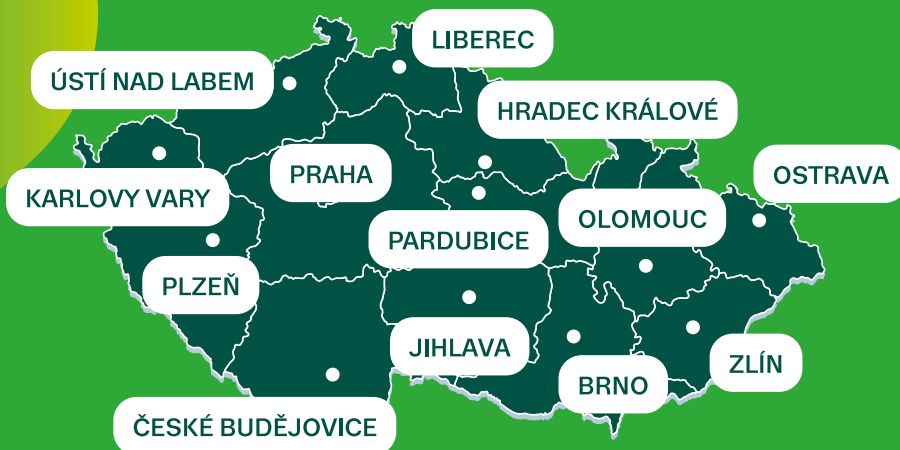 LIBEREC
ÚSTÍ NAD LABEM
HRADEC KRÁLOVÉ
PRAHA
OSTRAVA
KARLOVY VARY
OLOMOUC
PARDUBICE
PLZEŇ
JIHLAVA
ZLÍN
BRNO
ČESKÉ BUDĚJOVICE